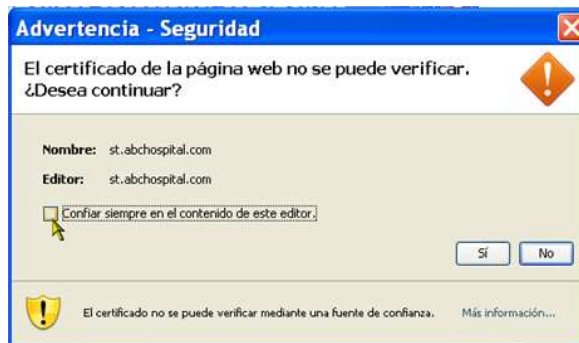 Advertencia - Seguridad
El certificado de la página web no se puede verificar.
¿Desea continuar?
Nombre: st.abchospital.com
Editor: st.abchospital.com
Confiar siempre en el contenido de este editor.
Sí No
El certificado no se puede verificar mediante una fuente de confianza. Más información...